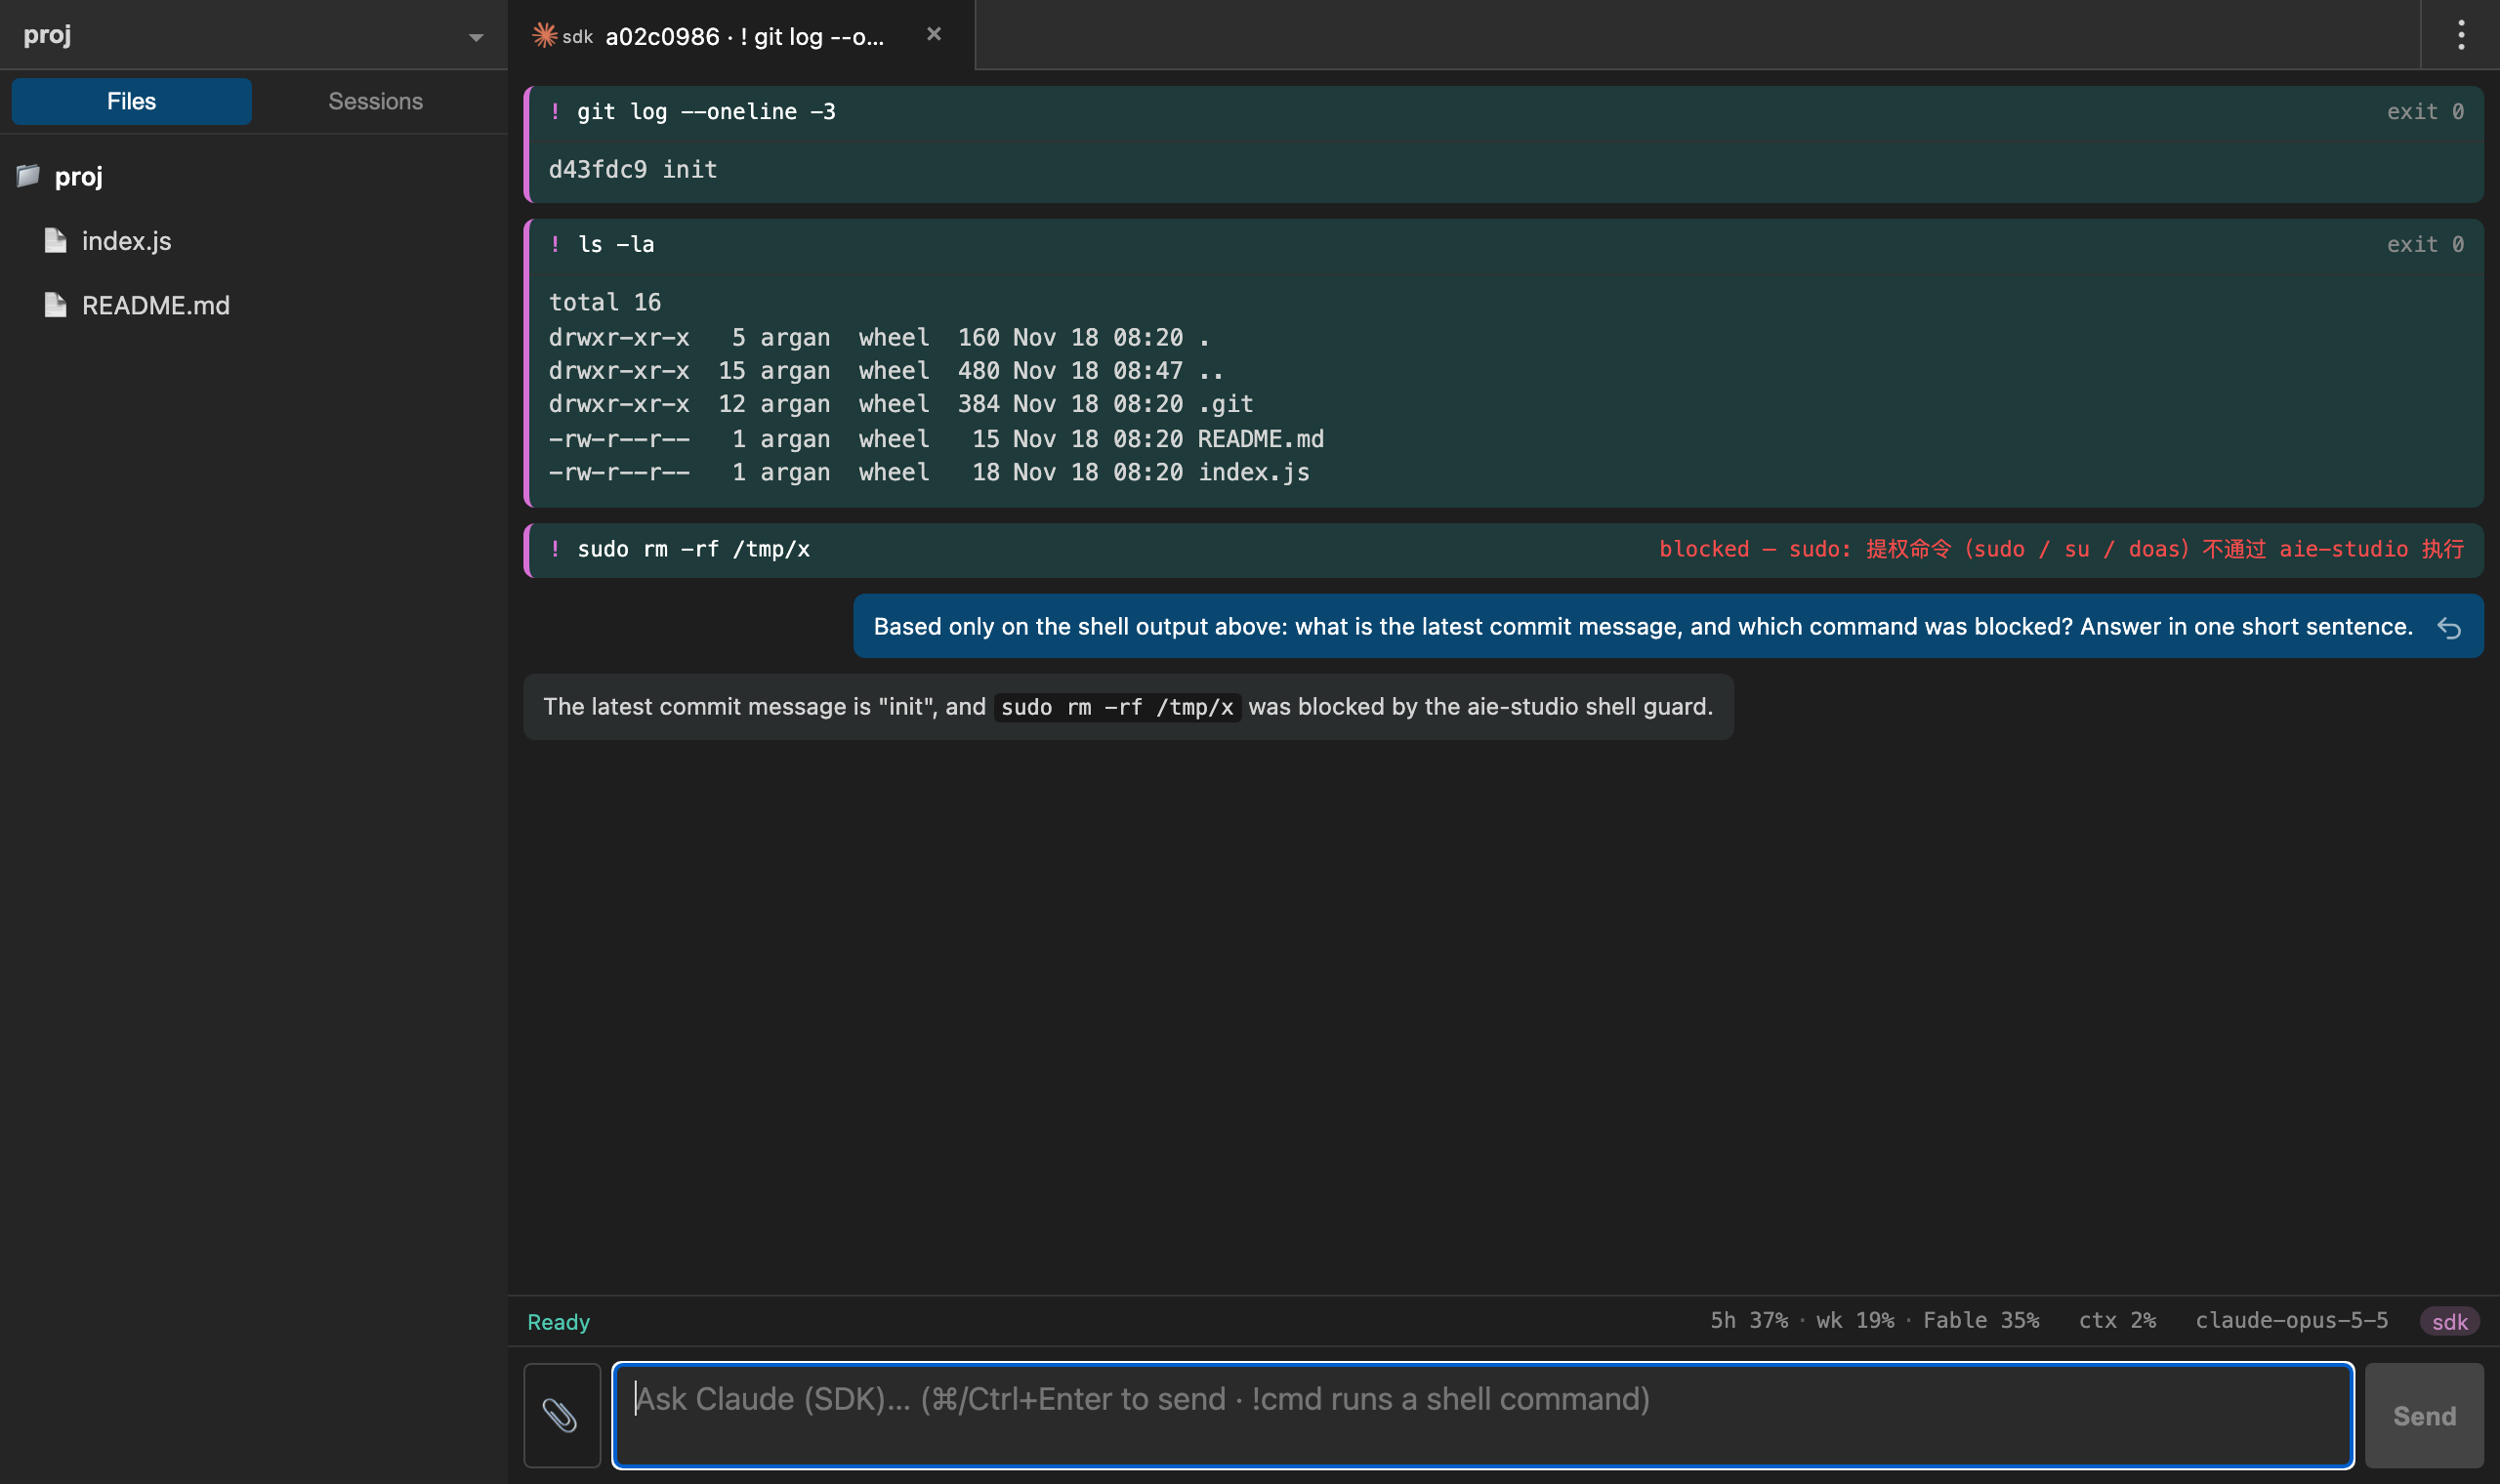 proj
Files
Sessions
proj
index.js
README.md
sdk a02c0986 · ! git log --o...
! git log --oneline -3
exit 0
d43fdc9 init
! ls -la
exit 0
total 16
drwxr-xr-x   5 argan  wheel  160 Nov 18 08:20 .
drwxr-xr-x  15 argan  wheel  480 Nov 18 08:47 ..
drwxr-xr-x  12 argan  wheel  384 Nov 18 08:20 .git
-rw-r--r--   1 argan  wheel   15 Nov 18 08:20 README.md
-rw-r--r--   1 argan  wheel   18 Nov 18 08:20 index.js
! sudo rm -rf /tmp/x
blocked — sudo: 提权命令（sudo / su / doas）不通过 aie-studio 执行
Based only on the shell output above: what is the latest commit message, and which command was blocked? Answer in one short sentence.
The latest commit message is "init", and sudo rm -rf /tmp/x was blocked by the aie-studio shell guard.
Ready
5h 37% · wk 19% · Fable 35%
ctx 2%
claude-opus-5-5
sdk
Ask Claude (SDK)... (⌘/Ctrl+Enter to send · !cmd runs a shell command)
Send